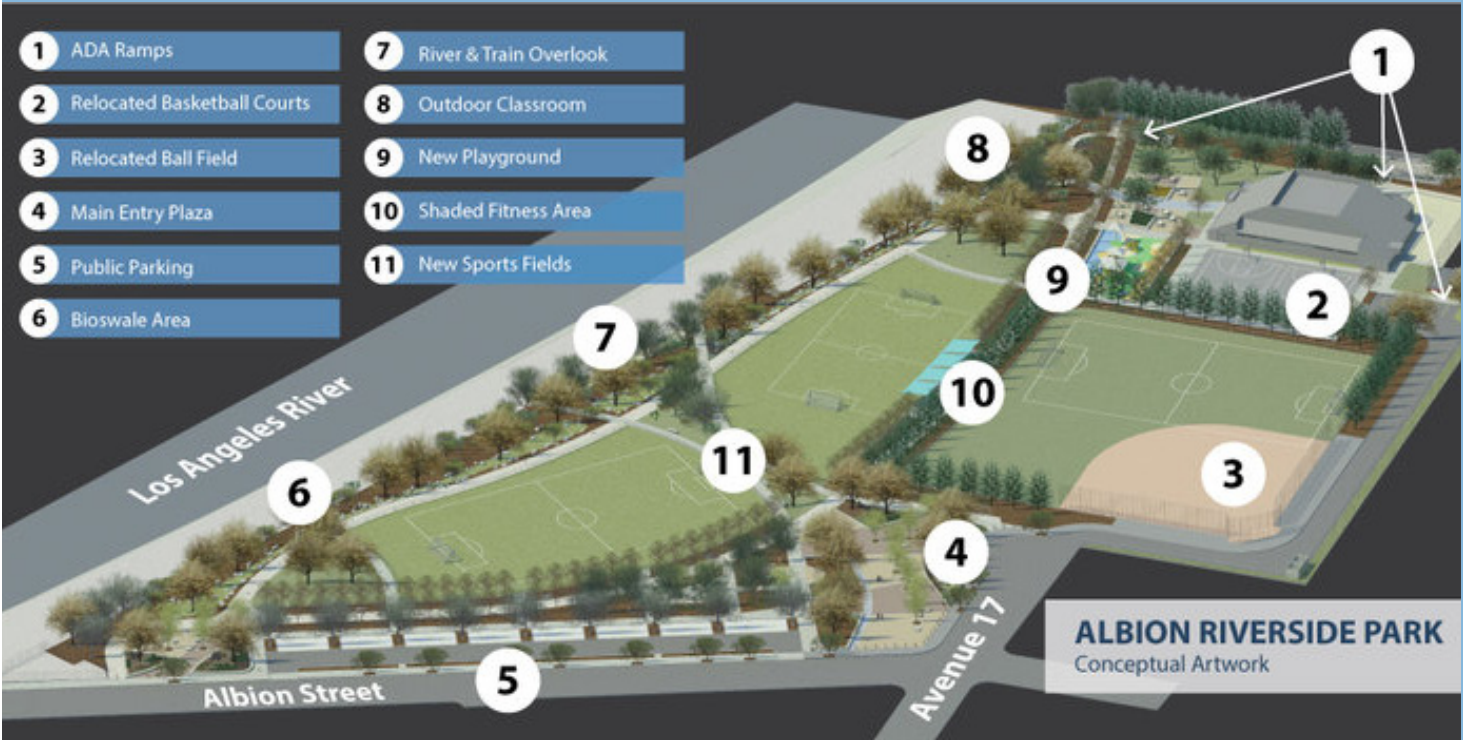 1 ADA Ramps
2 Relocated Basketball Courts
3 Relocated Ball Field
4 Main Entry Plaza
5 Public Parking
6 Bioswale Area
7 River & Train Overlook
8 Outdoor Classroom
9 New Playground
10 Shaded Fitness Area
11 New Sports Fields
1
8
9
2
7
10
11
3
6
4
5
Los Angeles River
Albion Street
Avenue 17
ALBION RIVERSIDE PARK
Conceptual Artwork